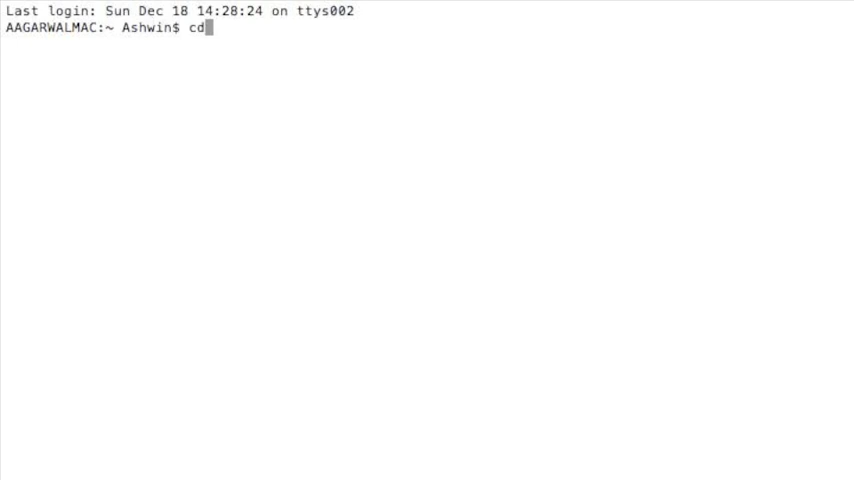 Last login: Sun Dec 18 14:28:24 on ttys002
AAGARWALMAC:~ Ashwin$ cd